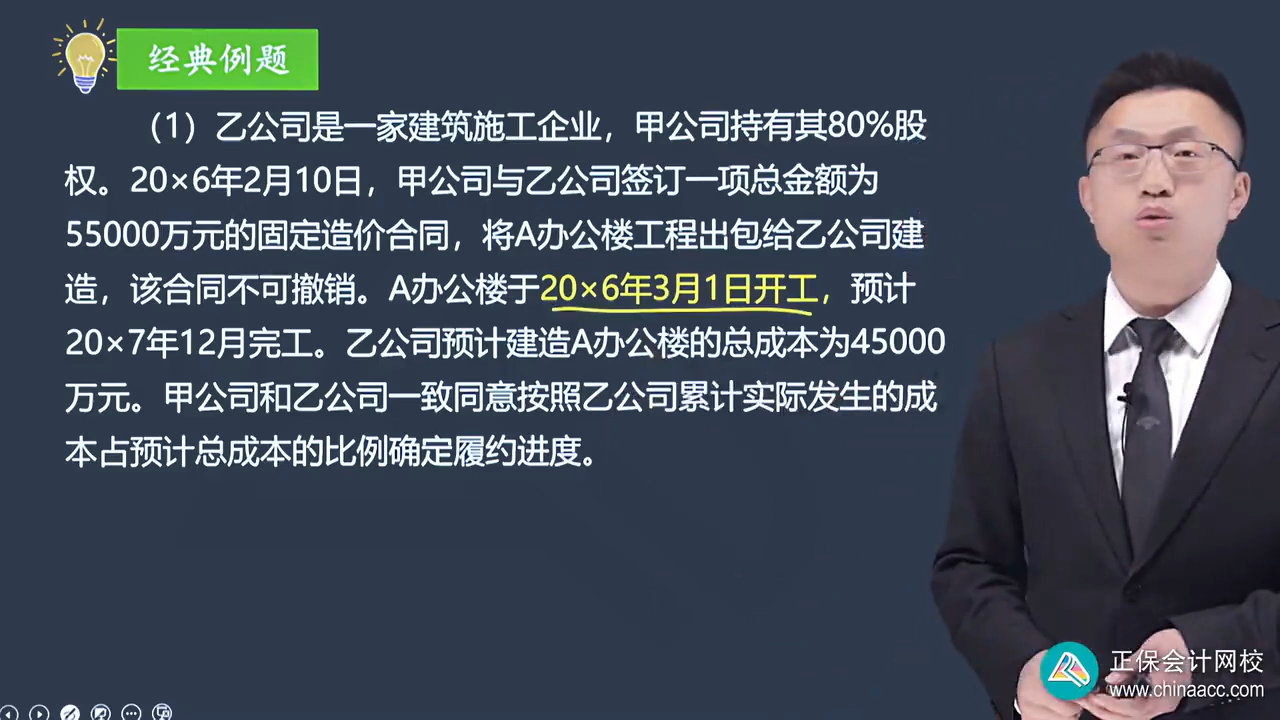 经典例题
（1）乙公司是一家建筑施工企业，甲公司持有其80%股
权。20×6年2月10日，甲公司与乙公司签订一项总金额为
55000万元的固定造价合同，将A办公楼工程出包给乙公司建
造，该合同不可撤销。A办公楼于20×6年3月1日开工，预计
20×7年12月完工。乙公司预计建造A办公楼的总成本为45000
万元。甲公司和乙公司一致同意按照乙公司累计实际发生的成
本占预计总成本的比例确定履约进度。
正保会计网校
www.chinaacc.com